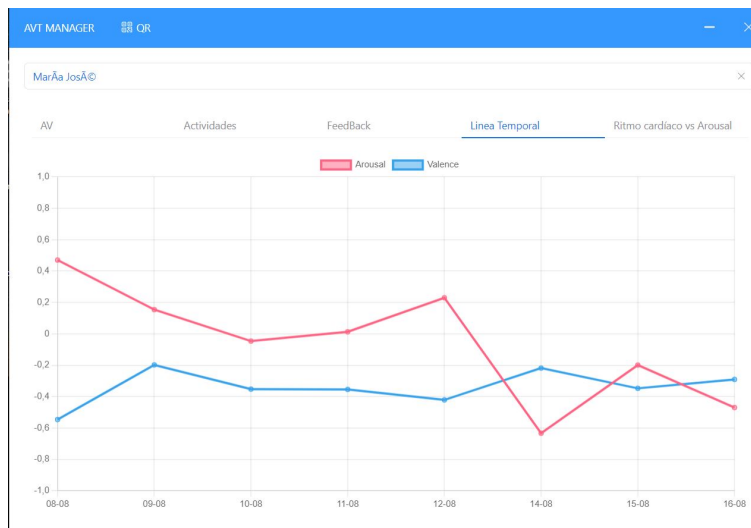 AVT MANAGER QR
MarÃa JosÃ©
AV Actividades FeedBack Linea Temporal Ritmo cardíaco vs Arousal
Arousal Valence
1,0
0,8
0,6
0,4
0,2
0
-0,2
-0,4
-0,6
-0,8
-1,0
08-08 09-08 10-08 11-08 12-08 14-08 15-08 16-08